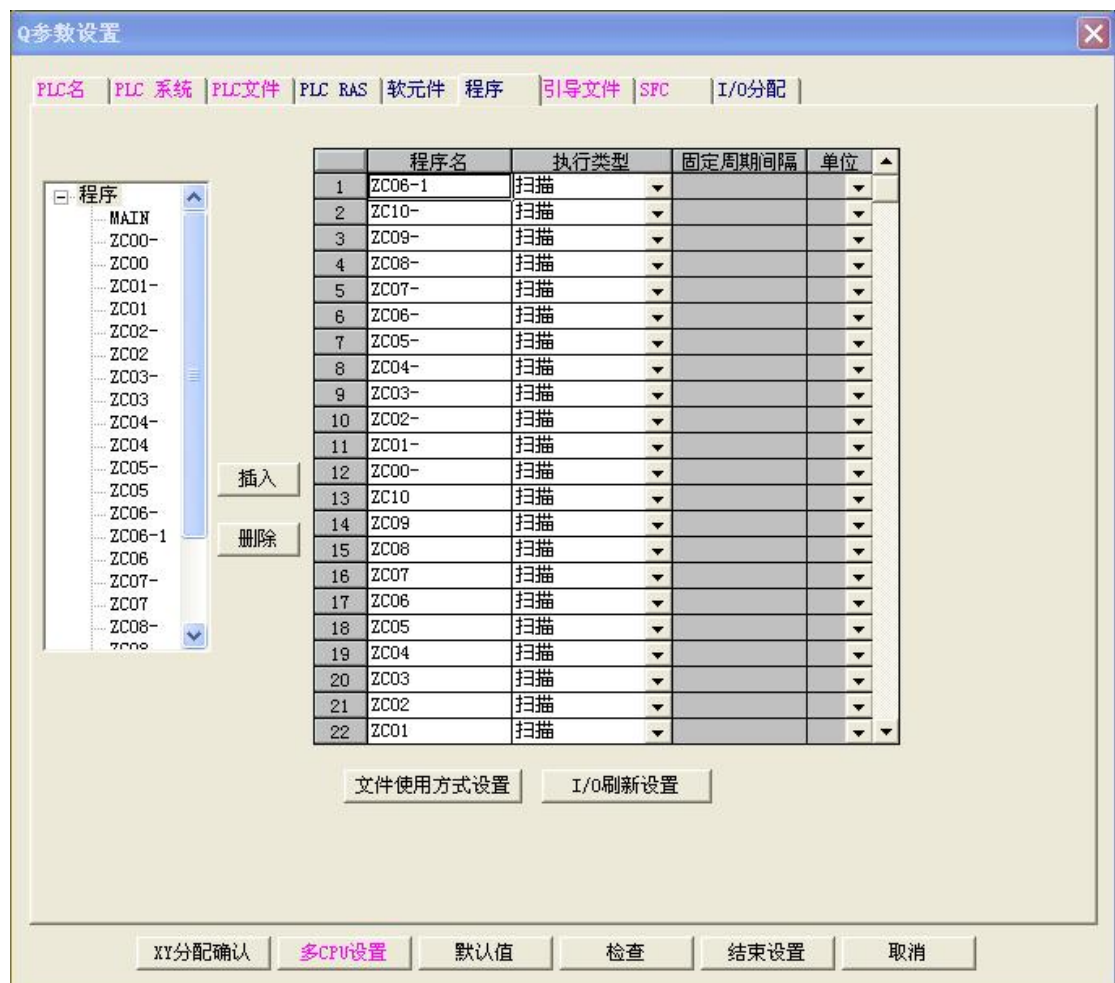 Q参数设置
PLC名 PLC 系统 PLC文件 PLC RAS 软元件 程序 引导文件 SFC I/O分配
程序
MAIN
ZC00-
ZC00
ZC01-
ZC01
ZC02-
ZC02
ZC03-
ZC03
ZC04-
ZC04
ZC05-
ZC05
ZC06-
ZC06-1
ZC06
ZC07-
ZC07
ZC08-
ZC08
插入
删除
程序名 执行类型 固定周期间隔 单位
1 ZC06-1 扫描
2 ZC10- 扫描
3 ZC09- 扫描
4 ZC08- 扫描
5 ZC07- 扫描
6 ZC06- 扫描
7 ZC05- 扫描
8 ZC04- 扫描
9 ZC03- 扫描
10 ZC02- 扫描
11 ZC01- 扫描
12 ZC00- 扫描
13 ZC10 扫描
14 ZC09 扫描
15 ZC08 扫描
16 ZC07 扫描
17 ZC06 扫描
18 ZC05 扫描
19 ZC04 扫描
20 ZC03 扫描
21 ZC02 扫描
22 ZC01 扫描
文件使用方式设置 I/O刷新设置
XY分配确认 多CPU设置 默认值 检查 结束设置 取消